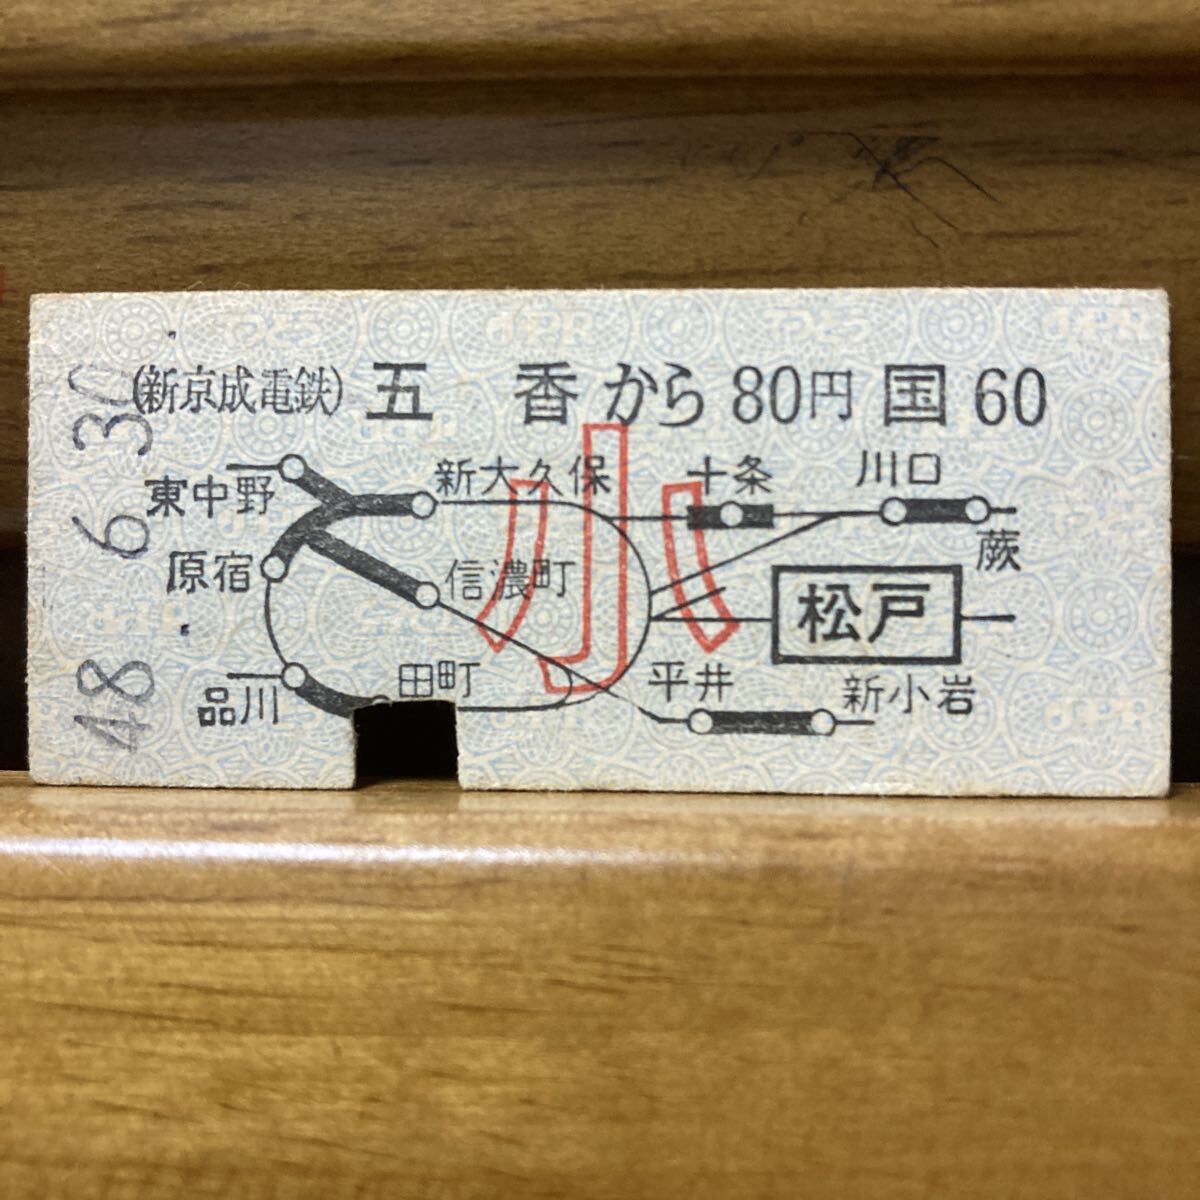 48. 6. 30
(新京成電鉄) 五香から 80円 国 60
東中野
新大久保
十条
川口
原宿
信濃町
蕨
松戸
品川
田町
平井
新小岩
小